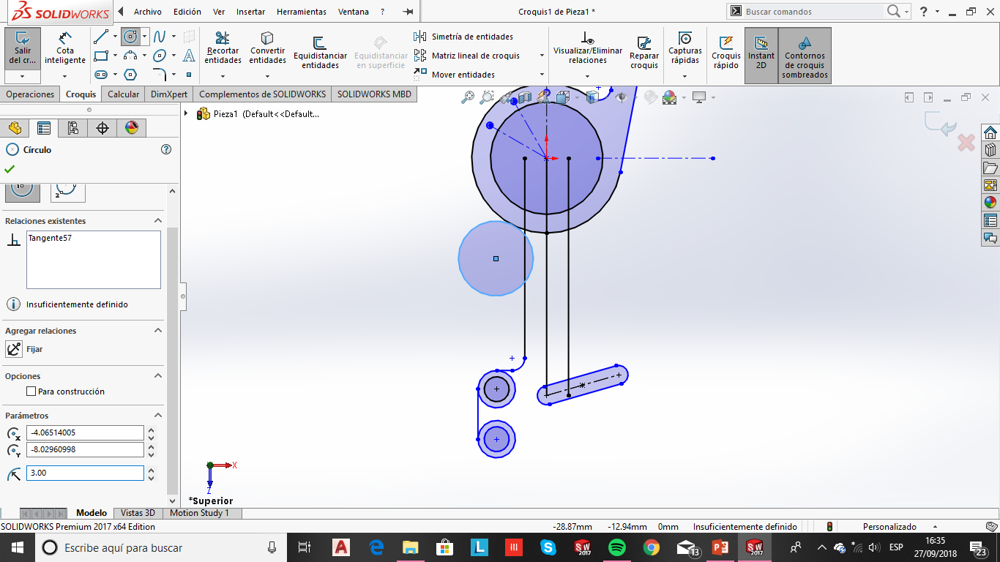 SOLIDWORKS
Archivo Edición Ver Insertar Herramientas Ventana ?
Croquis1 de Pieza1 *
Buscar comandos
?
Salir del cr...
Cota inteligente
Recortar entidades
Convertir entidades
Equidistanciar entidades
Equidistanciar en superficie
Simetría de entidades
Matriz lineal de croquis
Mover entidades
Visualizar/Eliminar relaciones
Reparar croquis
Capturas rápidas
Croquis rápido
Instant 2D
Contornos de croquis sombreados
Operaciones Croquis Calcular DimXpert Complementos de SOLIDWORKS SOLIDWORKS MBD
Pieza1 (Default<<Default...
Círculo
Relaciones existentes
Tangente57
Insuficientemente definido
Agregar relaciones
Fijar
Opciones
Para construcción
Parámetros
-4.06514005
-8.02960998
3.00
X
Z
*Superior
Modelo Vistas 3D Motion Study 1
SOLIDWORKS Premium 2017 x64 Edition
-28.87mm -12.94mm 0mm Insuficientemente definido
Personalizado
Escribe aquí para buscar
13
ESP
16:35
27/09/2018
23